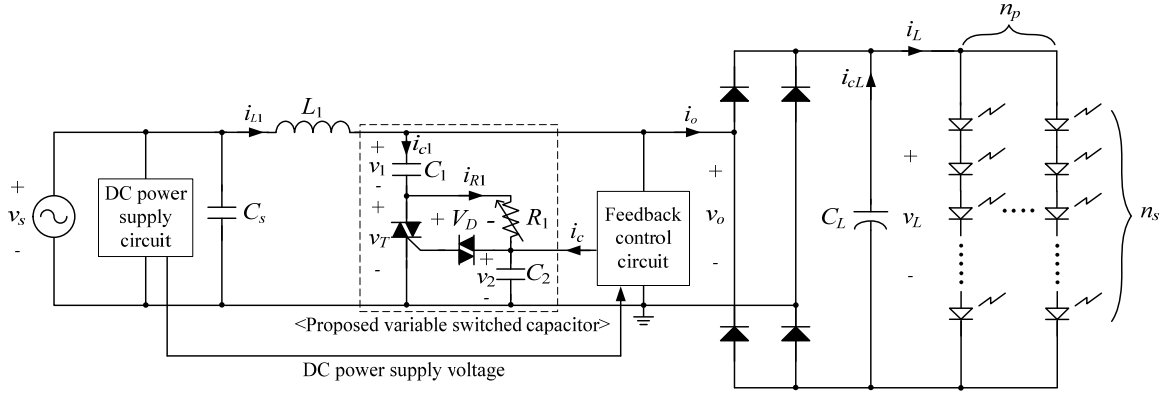 n_p
i_L
i_cL
i_L1
L_1
i_o
+
i_c1
v_1
C_1
-
i_R1
+
v_s
-
DC power
supply
circuit
C_s
+
v_T
-
+ V_D -
R_1
i_c
+
v_2
C_2
-
Feedback
control
circuit
+
v_o
-
C_L
+
v_L
-
n_s
<Proposed variable switched capacitor>
DC power supply voltage